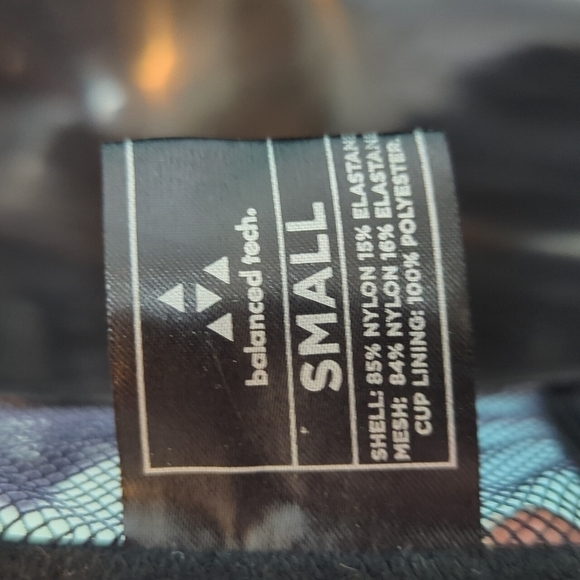 balanced tech.
SMALL
SHELL: 85% NYLON 15% ELASTANE
MESH: 84% NYLON 16% ELASTANE
CUP LINING: 100% POLYESTER.